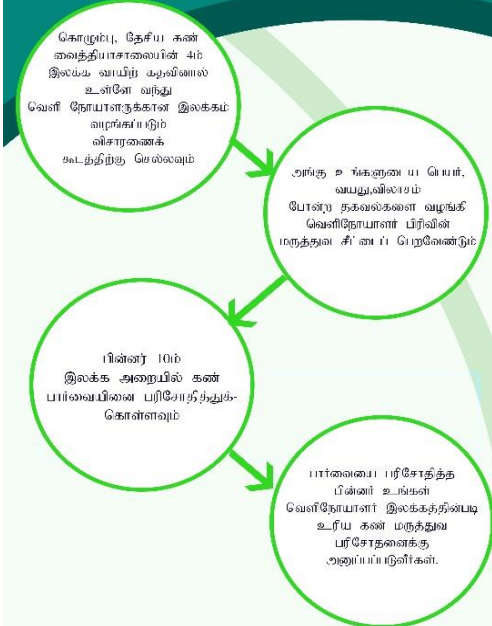 கொழும்பு, தேசிய கண்
வைத்தியசாலையின் 4ம்
இலக்க வாயிற் கதவினால்
உள்ளே வந்து
வெளி நோயாளருக்கான இலக்கம்
வழங்கப்படும்
விசாரணைக்
கூடத்திற்கு செல்லவும்
அங்கு உங்களுடைய பெயர்,
வயது,விலாசம்
போன்ற தகவல்களை வழங்கி
வெளிநோயாளர் பிரிவின்
மருத்துவ சீட்டைப் பெறவேண்டும்
பின்னர் 10ம்
இலக்க அறையில் கண்
பார்வையினை பரிசோதித்துக்-
கொள்ளவும்
பார்வையை பரிசோதித்த
பின்னர் உங்கள்
வெளிநோயாளர் இலக்கத்தின்படி
உரிய கண் மருத்துவ
பரிசோதனைக்கு
அனுப்பப்படுவீர்கள்.